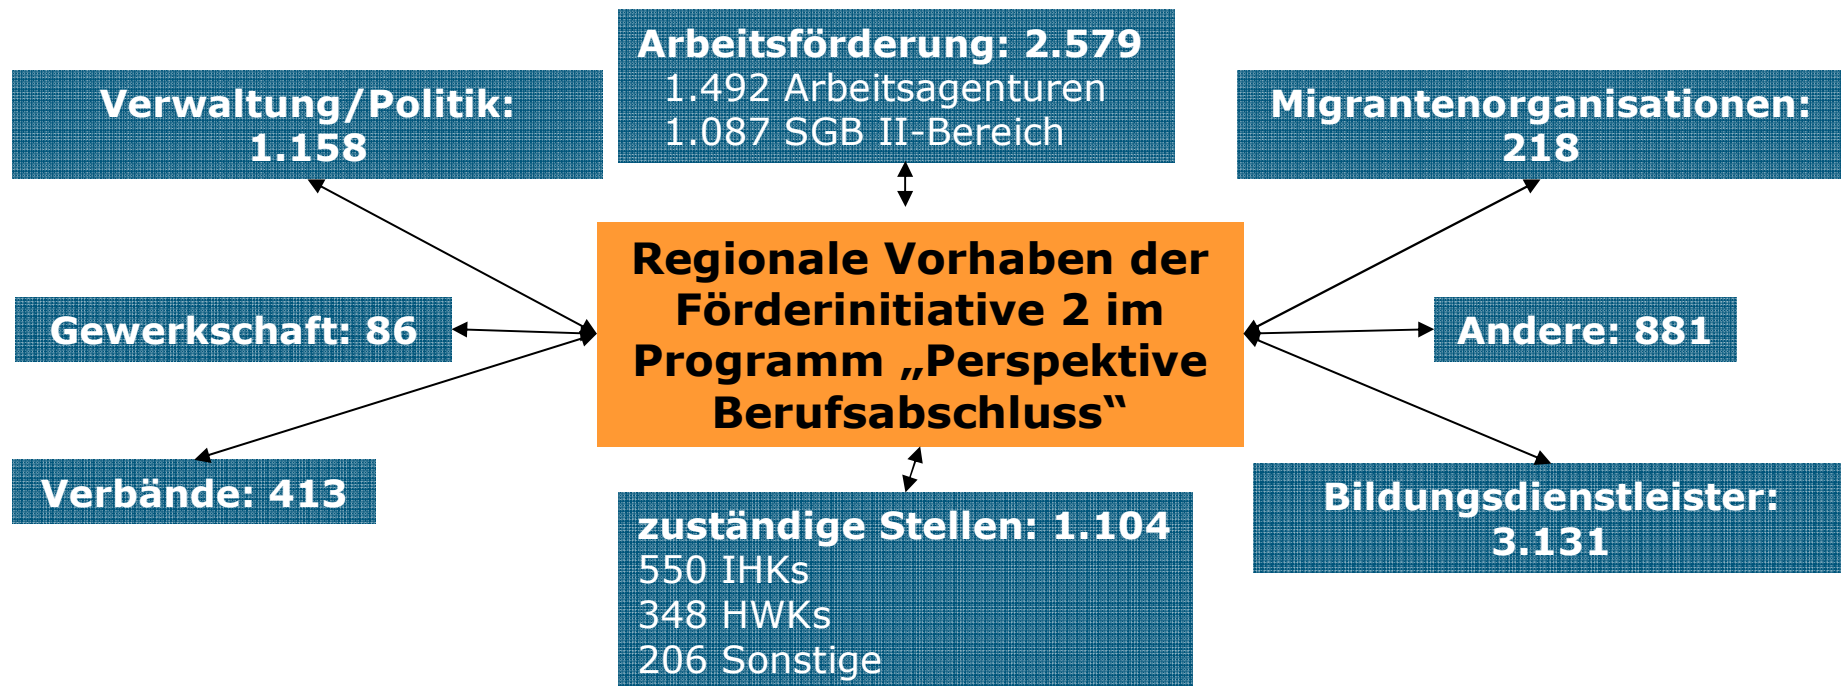 Arbeitsförderung: 2.579
1.492 Arbeitsagenturen
1.087 SGB II-Bereich
Verwaltung/Politik:
1.158
Migrantenorganisationen:
218
Regionale Vorhaben der
Förderinitiative 2 im
Programm „Perspektive
Berufsabschluss“
Gewerkschaft: 86
Andere: 881
Verbände: 413
Bildungsdienstleister:
3.131
zuständige Stellen: 1.104
550 IHKs
348 HWKs
206 Sonstige